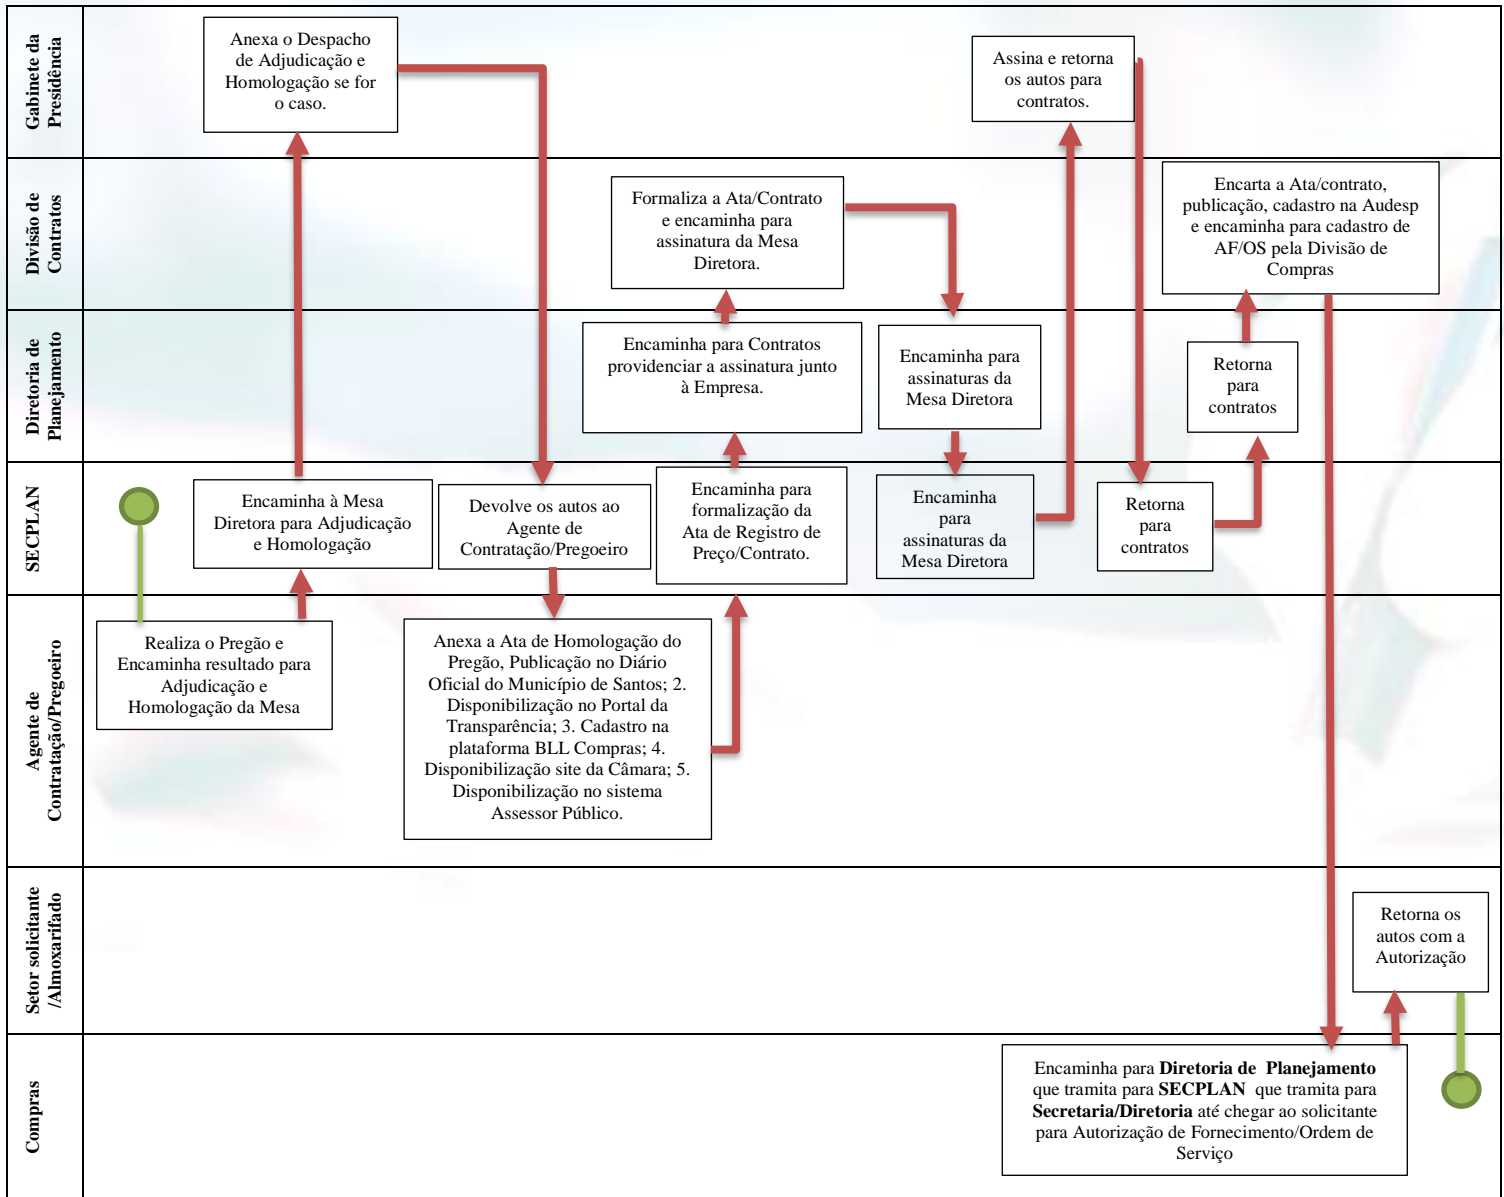 Gabinete da
Presidência
Anexa o Despacho
de Adjudicação e
Homologação se for
o caso.
Assina e retorna
os autos para
contratos.
Divisão de
Contratos
Formaliza a Ata/Contrato
e encaminha para
assinatura da Mesa
Diretora.
Encarta a Ata/contrato,
publicação, cadastro na Audesp
e encaminha para cadastro de
AF/OS pela Divisão de
Compras
Diretoria de
Planejamento
Encaminha para Contratos
providenciar a assinatura junto
à Empresa.
Encaminha para
assinaturas da
Mesa Diretora
Retorna
para
contratos
SECPLAN
Encaminha à Mesa
Diretora para Adjudicação
e Homologação
Devolve os autos ao
Agente de
Contratação/Pregoeiro
Encaminha para
formalização da
Ata de Registro de
Preço/Contrato.
Encaminha
para
assinaturas da
Mesa Diretora
Retorna
para
contratos
Agente de
Contratação/Pregoeiro
Realiza o Pregão e
Encaminha resultado para
Adjudicação e
Homologação da Mesa
Anexa a Ata de Homologação do
Pregão, Publicação no Diário
Oficial do Município de Santos; 2.
Disponibilização no Portal da
Transparência; 3. Cadastro na
plataforma BLL Compras; 4.
Disponibilização site da Câmara; 5.
Disponibilização no sistema
Assessor Público.
Setor solicitante
/Almoxarifado
Retorna os
autos com a
Autorização
Compras
Encaminha para Diretoria de Planejamento
que tramita para SECPLAN que tramita para
Secretaria/Diretoria até chegar ao solicitante
para Autorização de Fornecimento/Ordem de
Serviço